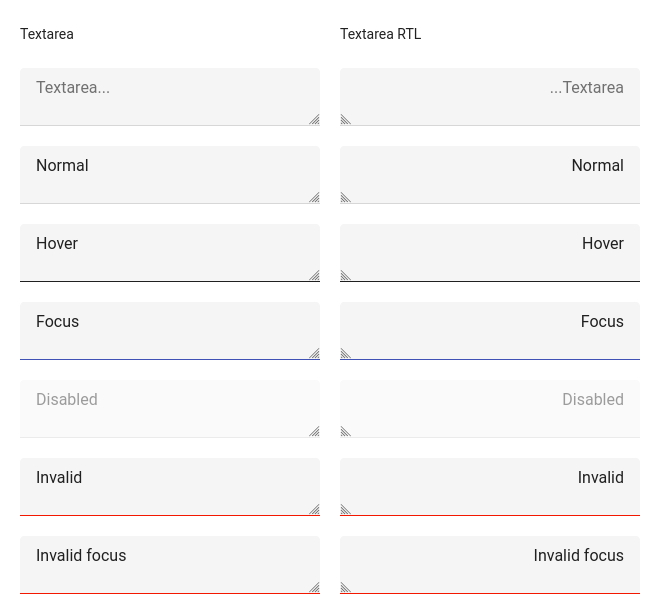 Textarea
Textarea RTL
Textarea...
...Textarea
Normal
Normal
Hover
Hover
Focus
Focus
Disabled
Disabled
Invalid
Invalid
Invalid focus
Invalid focus